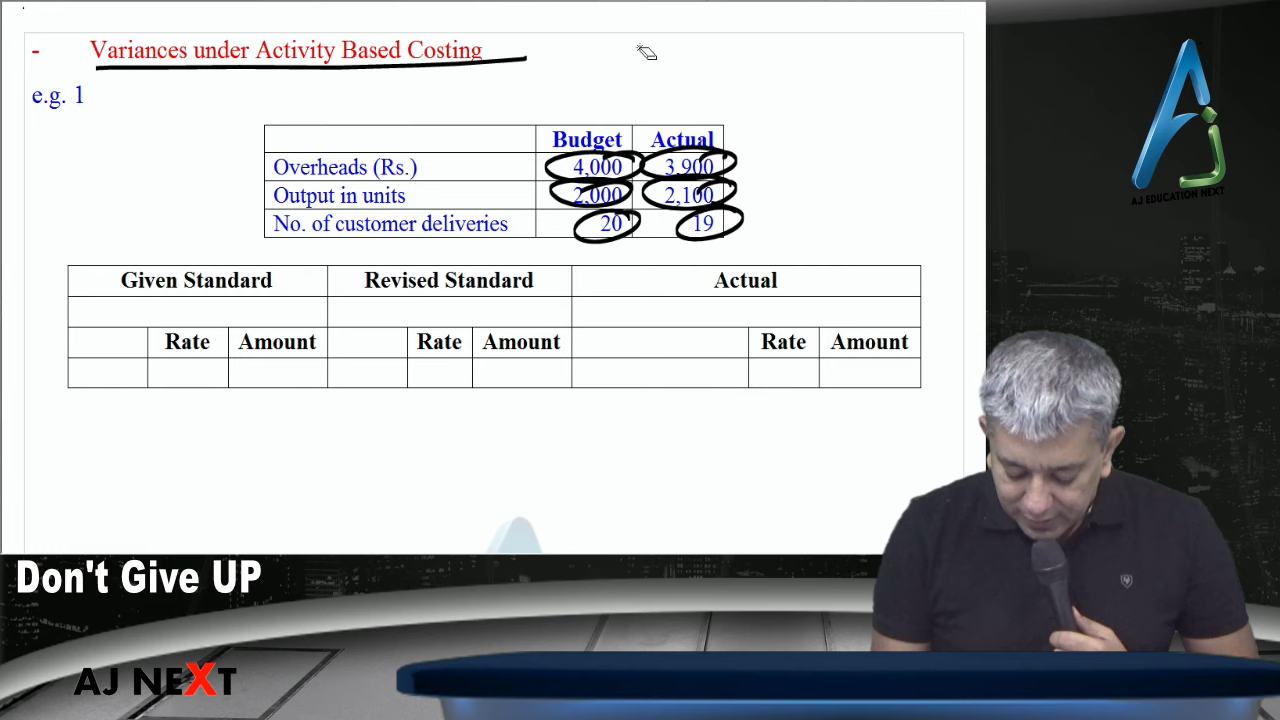 - Variances under Activity Based Costing
e.g. 1
Budget Actual
Overheads (Rs.) 4,000 3,900
Output in units 2,000 2,100
No. of customer deliveries 20 19
Given Standard Revised Standard Actual
Rate Amount Rate Amount Rate Amount
AJ EDUCATION NEXT
Don't Give UP
AJ NEXT